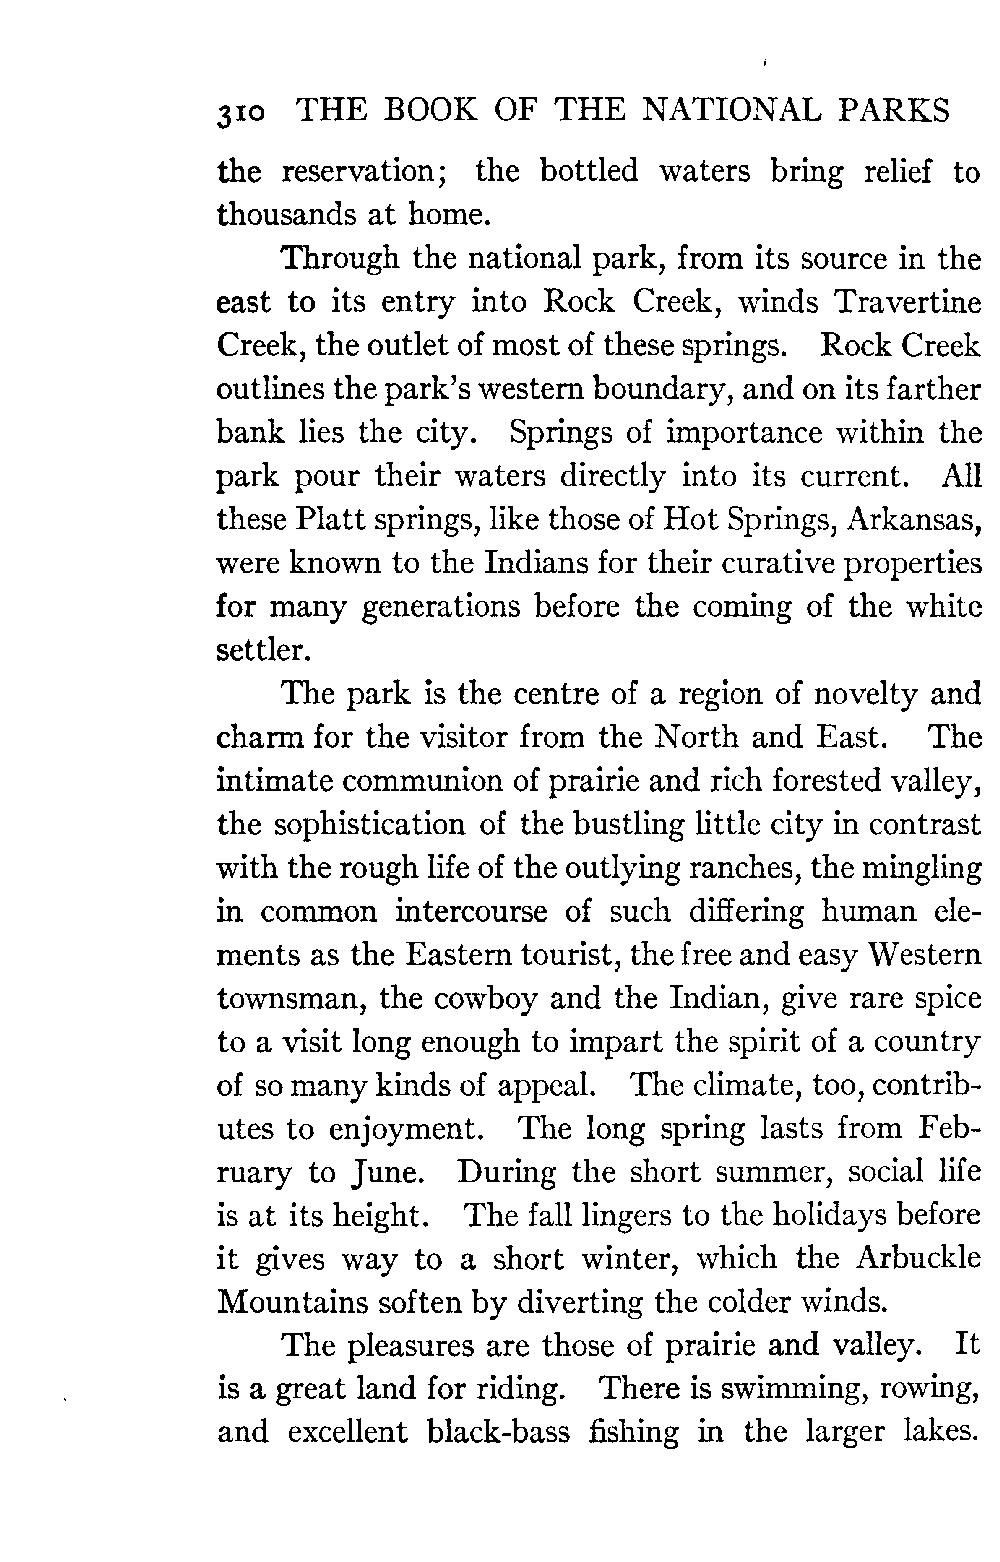 310 THE BOOK OF THE NATIONAL PARKS
the reservation; the bottled waters bring relief to
thousands at home.
Through the national park, from its source in the
east to its entry into Rock Creek, winds Travertine
Creek, the outlet of most of these springs. Rock Creek
outlines the park's western boundary, and on its farther
bank lies the city. Springs of importance within the
park pour their waters directly into its current. All
these Platt springs, like those of Hot Springs, Arkansas,
were known to the Indians for their curative properties
for many generations before the coming of the white
settler.
The park is the centre of a region of novelty and
charm for the visitor from the North and East. The
intimate communion of prairie and rich forested valley,
the sophistication of the bustling little city in contrast
with the rough life of the outlying ranches, the mingling
in common intercourse of such differing human ele-
ments as the Eastern tourist, the free and easy Western
townsman, the cowboy and the Indian, give rare spice
to a visit long enough to impart the spirit of a country
of so many kinds of appeal. The climate, too, contrib-
utes to enjoyment. The long spring lasts from Feb-
ruary to June. During the short summer, social life
is at its height. The fall lingers to the holidays before
it gives way to a short winter, which the Arbuckle
Mountains soften by diverting the colder winds.
The pleasures are those of prairie and valley. It
is a great land for riding. There is swimming, rowing,
and excellent black-bass fishing in the larger lakes.